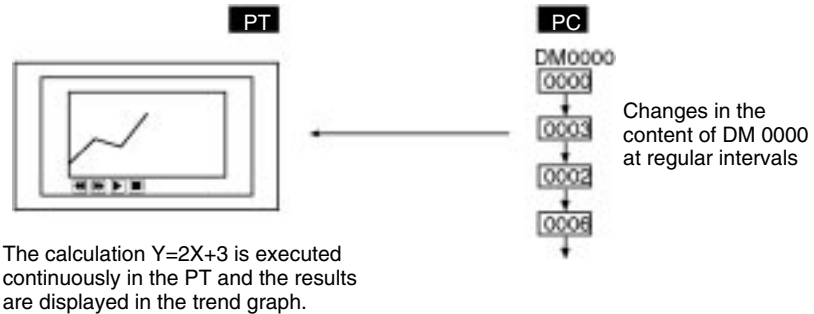 PT
PC
DM0000
0000
0003
0002
0006
Changes in the
content of DM 0000
at regular intervals
The calculation Y=2X+3 is executed
continuously in the PT and the results
are displayed in the trend graph.